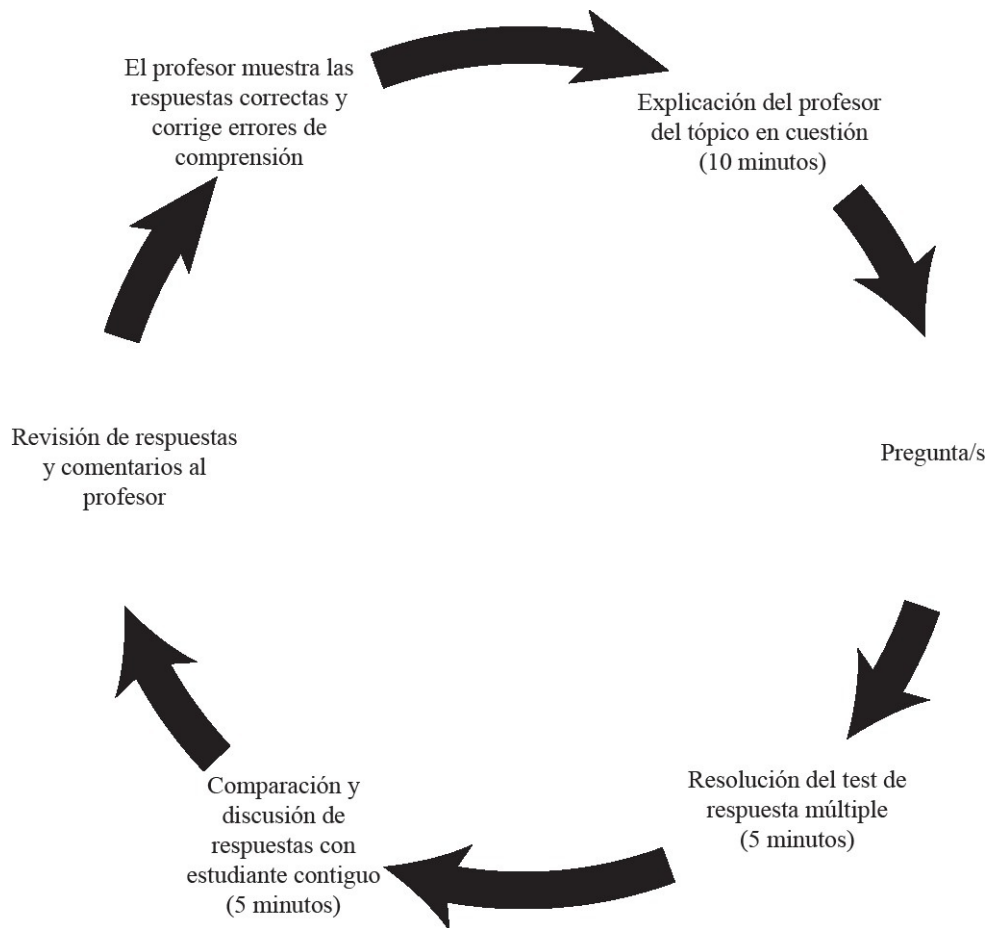 El profesor muestra las
respuestas correctas y
corrige errores de
comprensión
Explicación del profesor
del tópico en cuestión
(10 minutos)
Pregunta/s
Resolución del test de
respuesta múltiple
(5 minutos)
Comparación y
discusión de
respuestas con
estudiante contiguo
(5 minutos)
Revisión de respuestas
y comentarios al
profesor